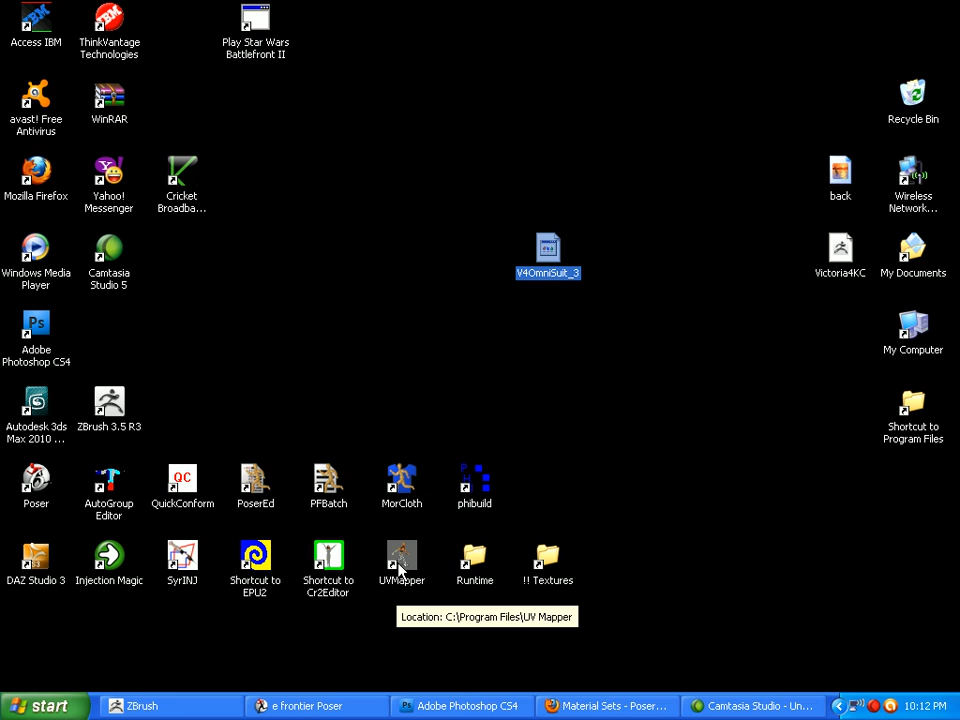 Access IBM
ThinkVantage
Technologies
Play Star Wars
Battlefront II
avast! Free
Antivirus
WinRAR
Recycle Bin
Mozilla Firefox
Yahoo!
Messenger
Cricket
Broadba...
back
Wireless
Network...
Windows Media
Player
Camtasia
Studio 5
V4OmniSuit_3
Victoria4KC
My Documents
Ps
Adobe
Photoshop CS4
My Computer
Autodesk 3ds
Max 2010 ...
ZBrush 3.5 R3
Shortcut to
Program Files
QC
Poser
AutoGroup
Editor
QuickConform
PoserEd
PFBatch
MorCloth
phibuild
DAZ Studio 3
Injection Magic
SyrINJ
Shortcut to
EPU2
Shortcut to
Cr2Editor
UVMapper
Runtime
!! Textures
Location: C:\Program Files\UV Mapper
start
ZBrush
e frontier Poser
Ps
Adobe Photoshop CS4
Material Sets - Poser...
Camtasia Studio - Un...
10:12 PM